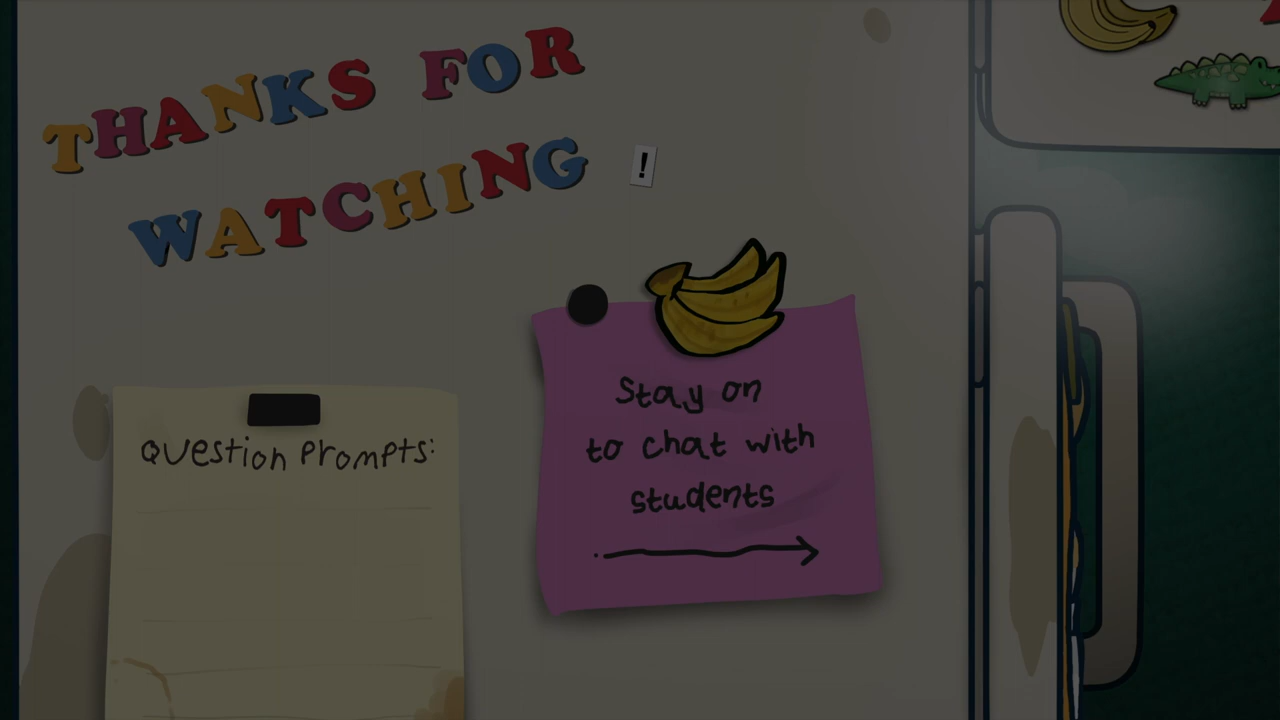 THANKS FOR
WATCHING !
QUestion PromPts:
Stay on
to chat with
students